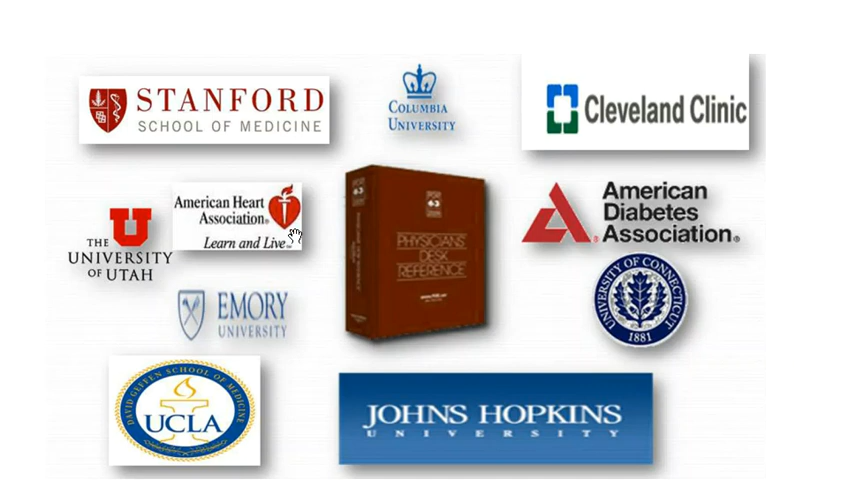 STANFORD
SCHOOL OF MEDICINE
COLUMBIA
UNIVERSITY
Cleveland Clinic
THE
UNIVERSITY
OF UTAH
American Heart
Association®
Learn and Live
PDR
63
PHYSICIANS'
DESK
REFERENCE
American
Diabetes
Association®
EMORY
UNIVERSITY
UNIVERSITY OF CONNECTICUT
1881
DAVID GEFFEN SCHOOL OF MEDICINE
UCLA
JOHNS HOPKINS
UNIVERSITY